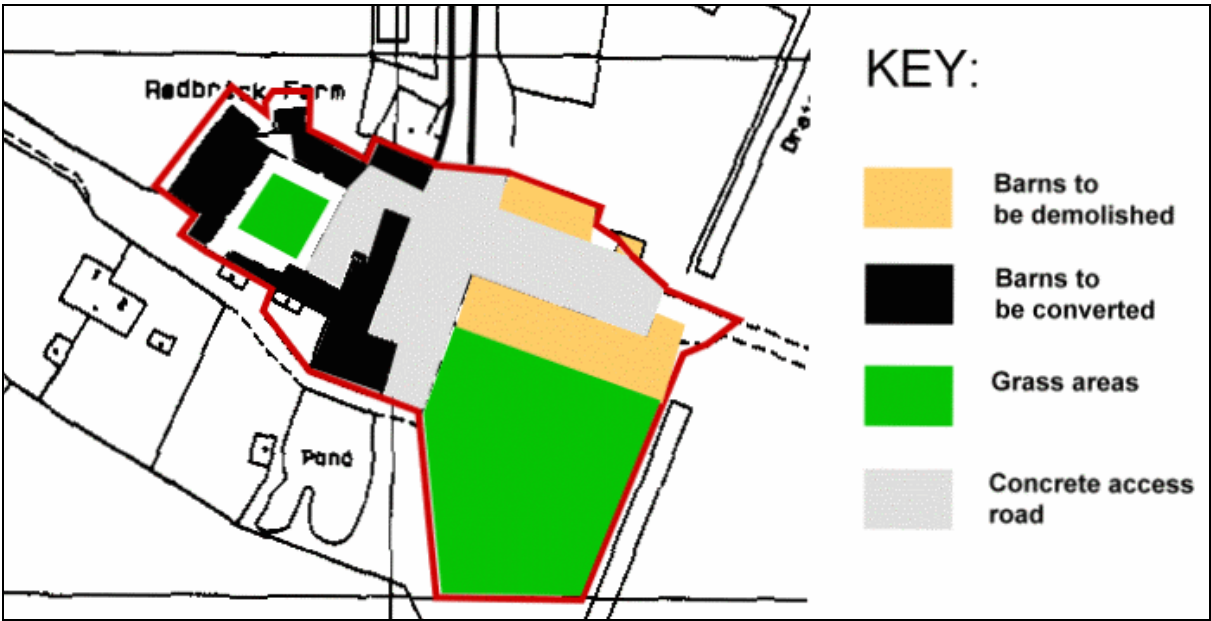 KEY:
Redbrick Farm
Barns to
be demolished
Barns to
be converted
Grass areas
Pond
Concrete access
road